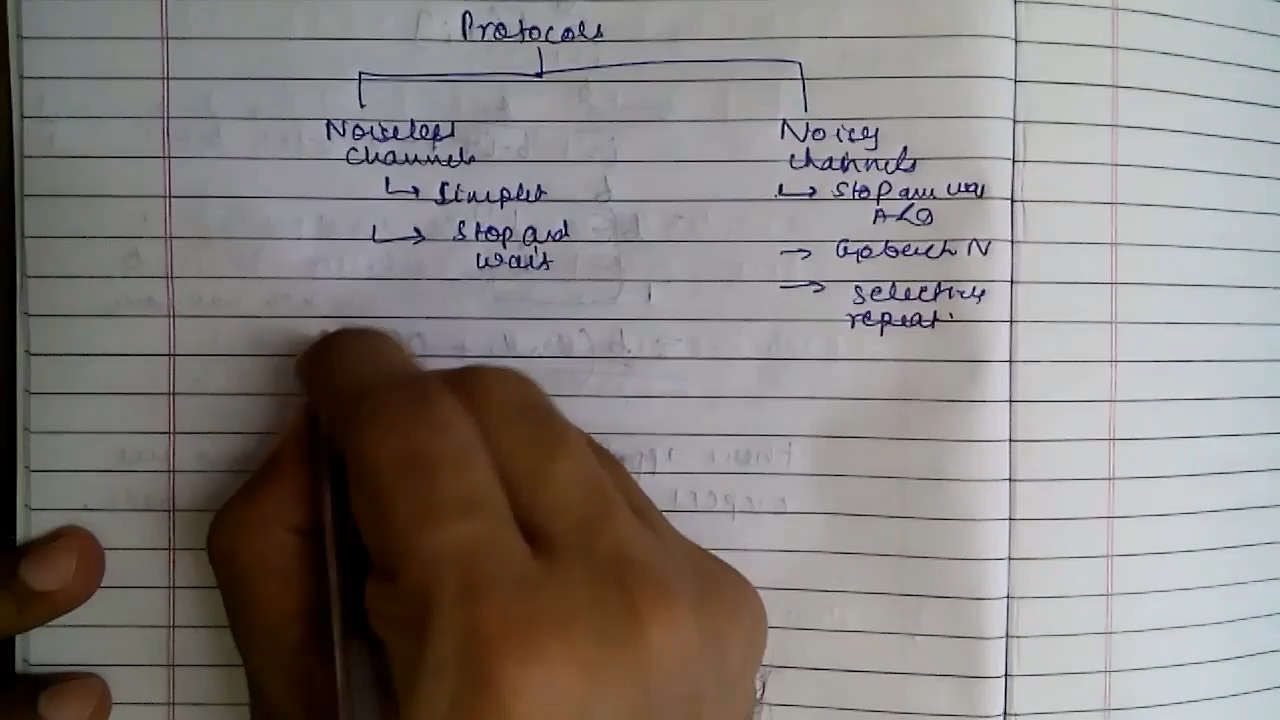 Protocols
Noiseless
channels
Simplest
Stop and
wait
Noisy
channels
Stop and wait
ARQ
Go back N
Selective
repeat